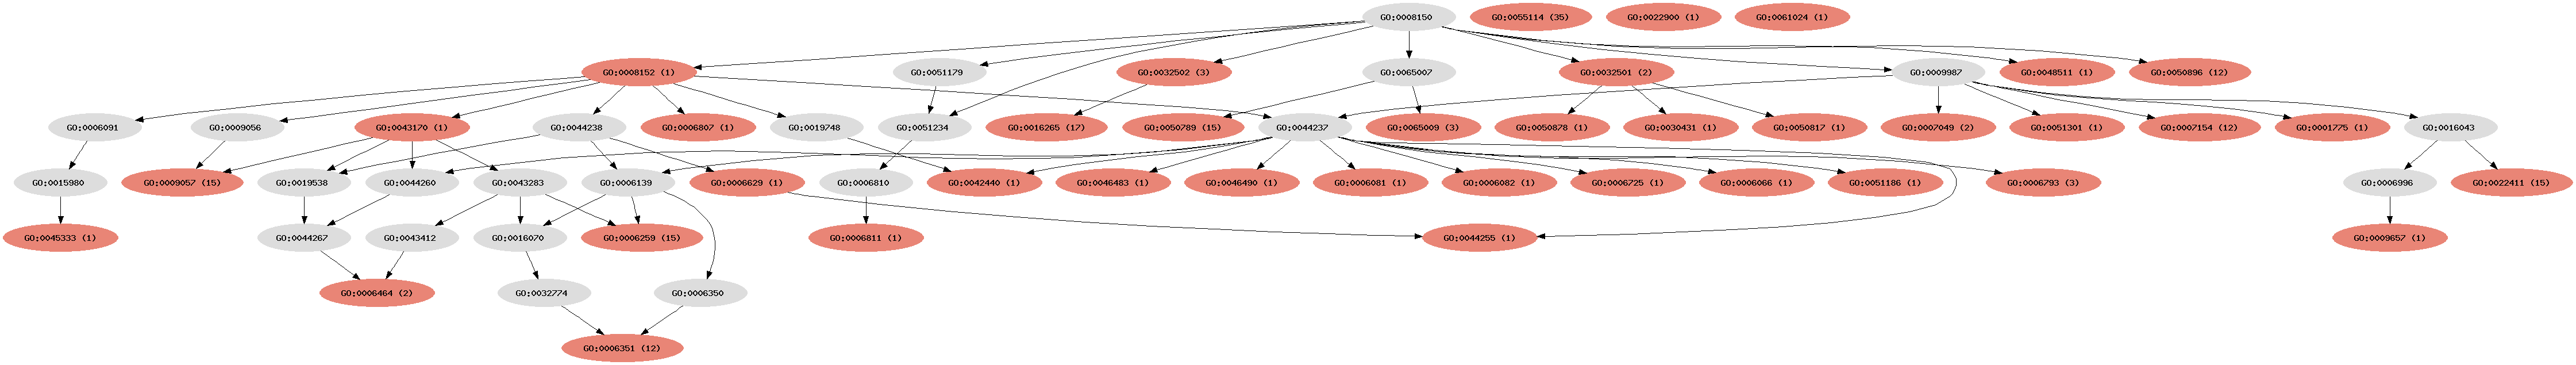 GO:0008150
GO:0055114 (35)
GO:0022900 (1)
GO:0061024 (1)
GO:0008152 (1)
GO:0051179
GO:0032502 (3)
GO:0065007
GO:0032501 (2)
GO:0009987
GO:0048511 (1)
GO:0050896 (12)
GO:0006091
GO:0009056
GO:0043170 (1)
GO:0044238
GO:0006807 (1)
GO:0019748
GO:0051234
GO:0016265 (17)
GO:0050789 (15)
GO:0044237
GO:0065009 (3)
GO:0050878 (1)
GO:0030431 (1)
GO:0050817 (1)
GO:0007049 (2)
GO:0051301 (1)
GO:0007154 (12)
GO:0001775 (1)
GO:0016043
GO:0015980
GO:0009057 (15)
GO:0019538
GO:0044260
GO:0043283
GO:0006139
GO:0006629 (1)
GO:0006810
GO:0042440 (1)
GO:0046483 (1)
GO:0046490 (1)
GO:0006081 (1)
GO:0006082 (1)
GO:0006725 (1)
GO:0006066 (1)
GO:0051186 (1)
GO:0006793 (3)
GO:0006996
GO:0022411 (15)
GO:0045333 (1)
GO:0044267
GO:0043412
GO:0016070
GO:0006259 (15)
GO:0006811 (1)
GO:0044255 (1)
GO:0009657 (1)
GO:0006464 (2)
GO:0032774
GO:0006350
GO:0006351 (12)